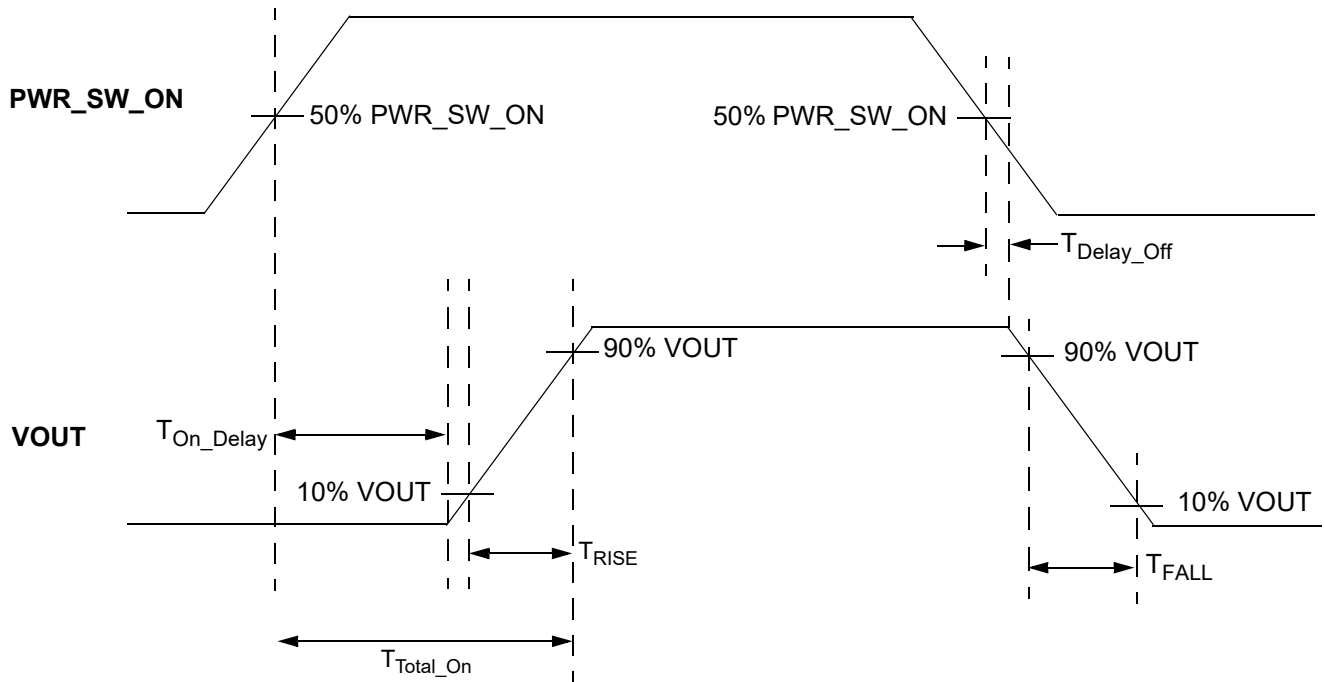 PWR_SW_ON
50% PWR_SW_ON
50% PWR_SW_ON
TDelay_Off
90% VOUT
90% VOUT
VOUT
TOn_Delay
10% VOUT
10% VOUT
TRISE
TFALL
TTotal_On